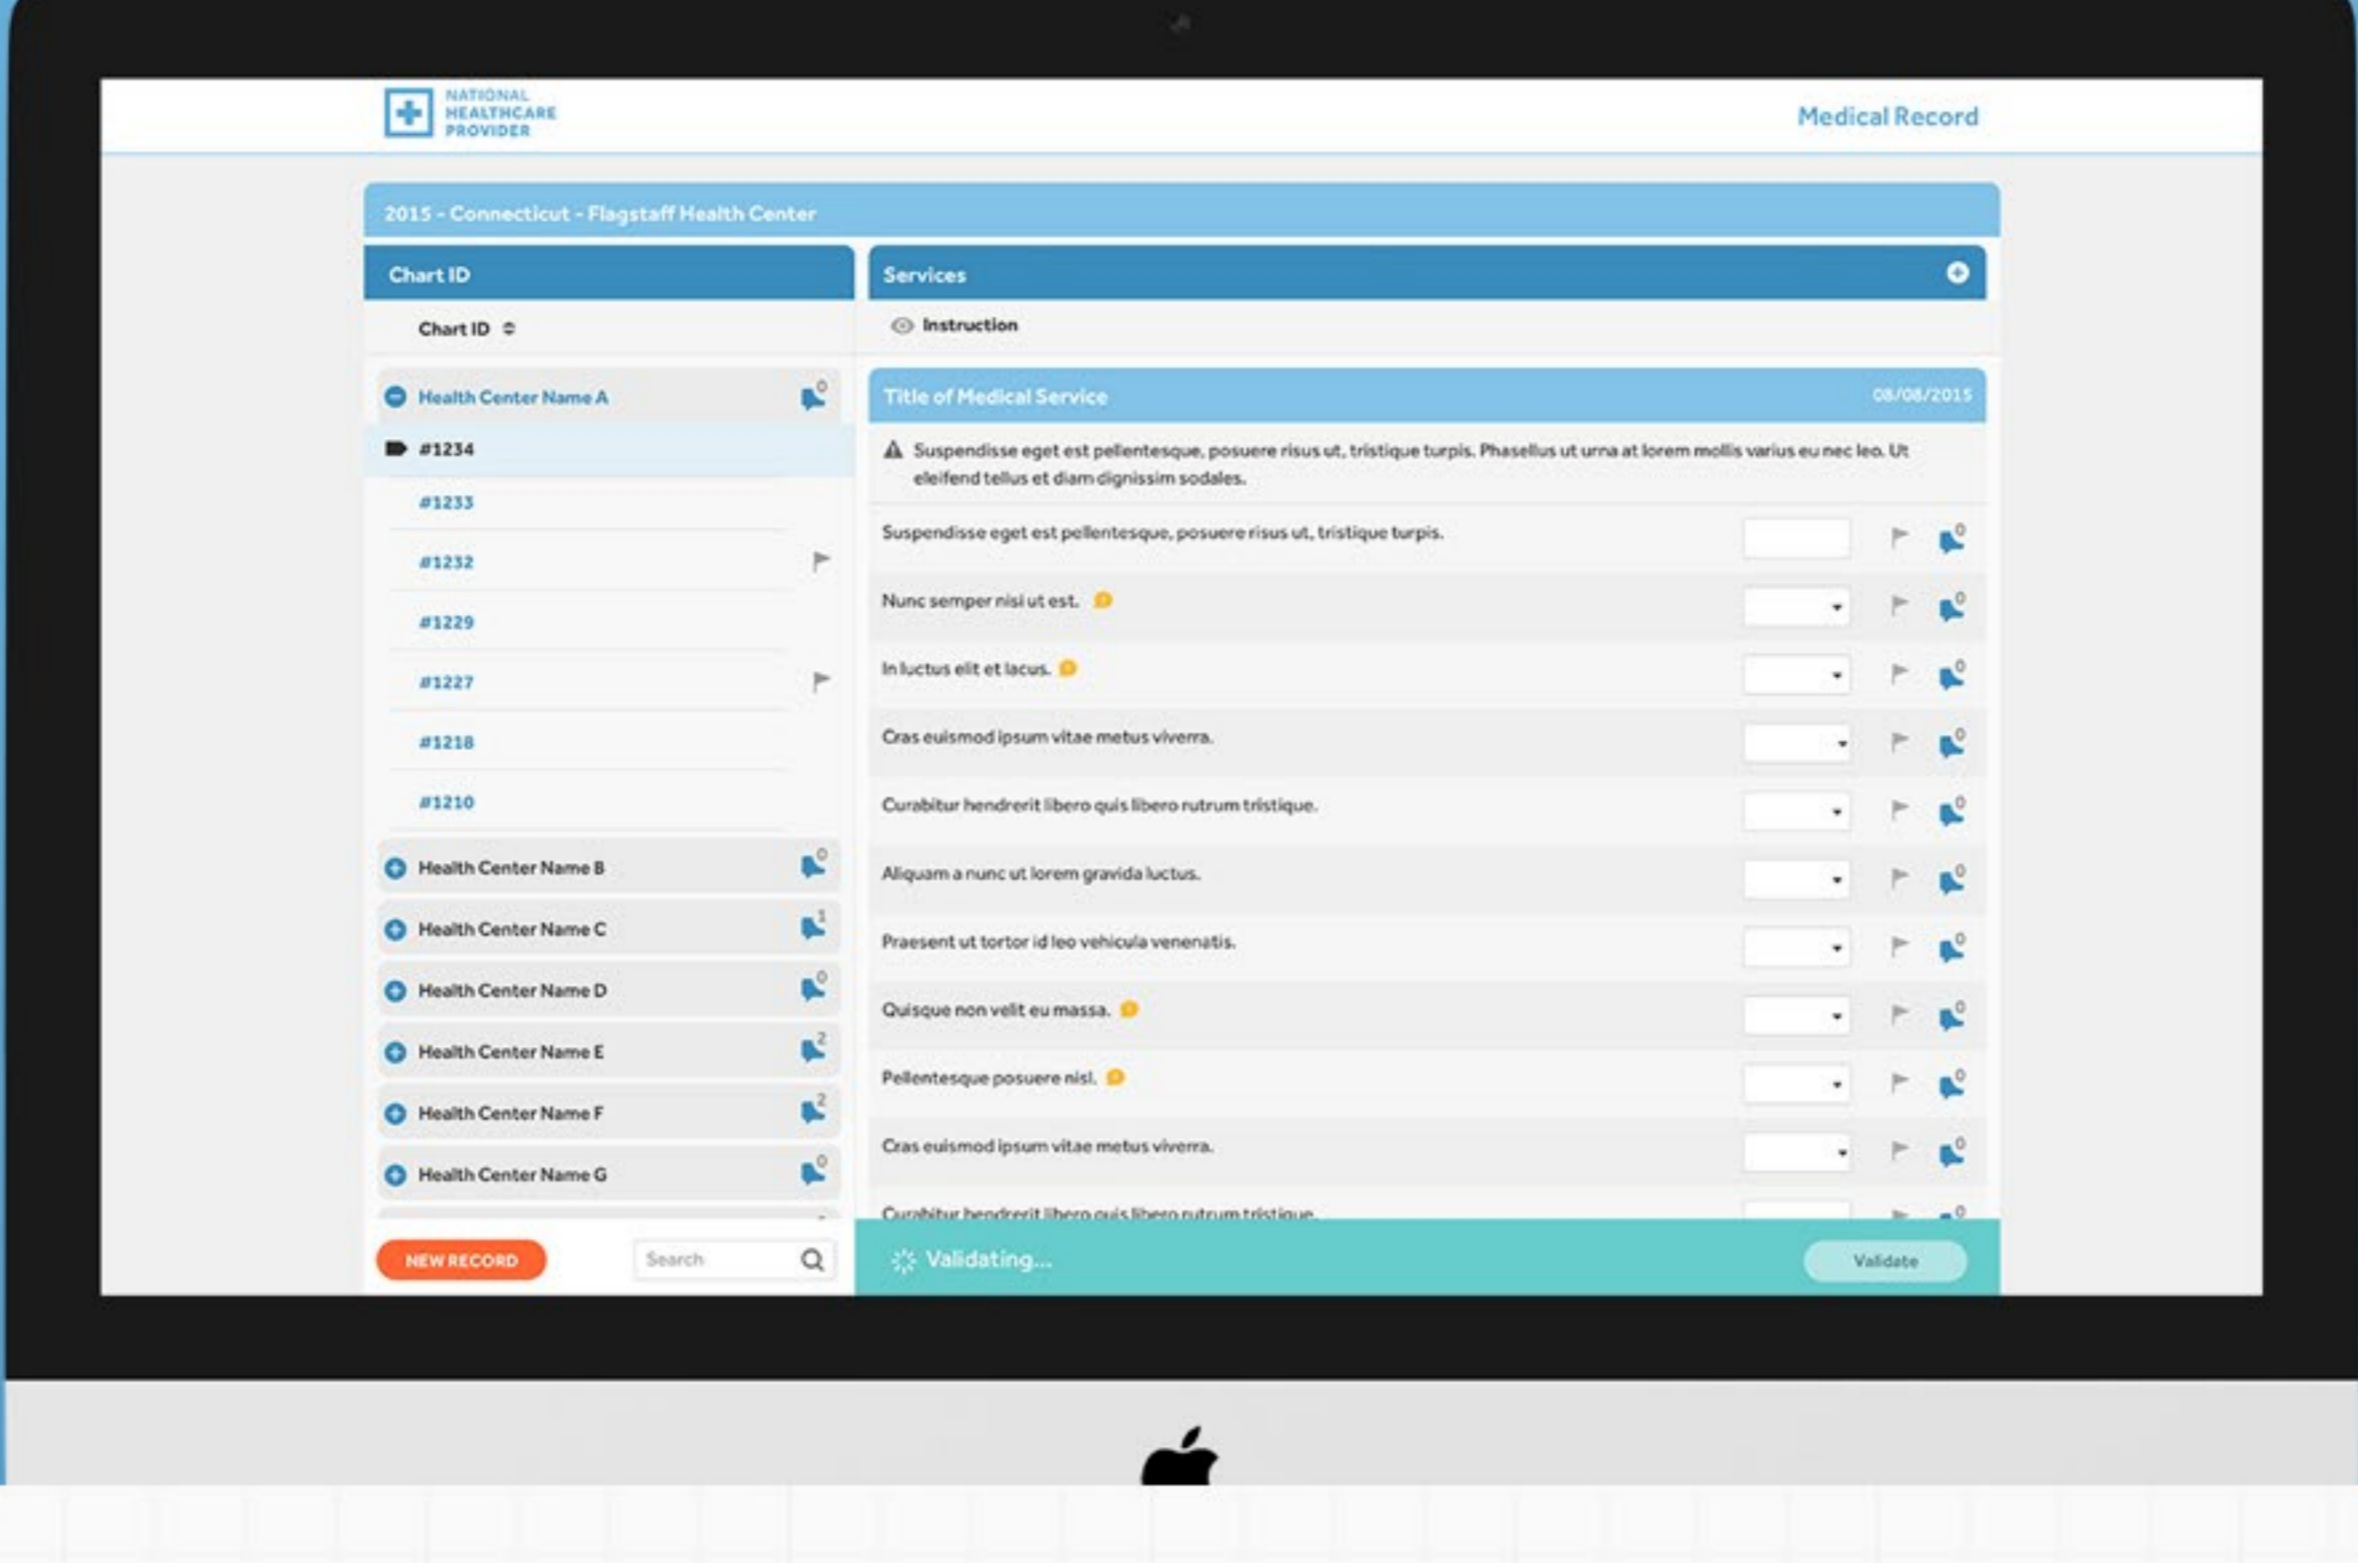 NATIONAL
HEALTHCARE
PROVIDER
Medical Record
2015 - Connecticut - Flagstaff Health Center
Chart ID
Services
Chart ID
Instruction
Health Center Name A 0
Title of Medical Service 08/08/2015
#1234
Suspendisse eget est pellentesque, posuere risus ut, tristique turpis. Phasellus ut urna at lorem mollis varius eu nec leo. Ut
eleifend tellus et diam dignissim sodales.
#1233
#1232
#1229
#1227
#1218
#1210
Health Center Name B 0
Health Center Name C 1
Health Center Name D 0
Health Center Name E 2
Health Center Name F 2
Health Center Name G 0
NEW RECORD
Search
Suspendisse eget est pellentesque, posuere risus ut, tristique turpis. 0
Nunc semper nisi ut est. 0
In luctus elit et lacus. 0
Cras euismod ipsum vitae metus viverra. 0
Curabitur hendrerit libero quis libero rutrum tristique. 0
Aliquam a nunc ut lorem gravida luctus. 0
Praesent ut tortor id leo vehicula venenatis. 0
Quisque non velit eu massa. 0
Pellentesque posuere nisl. 0
Cras euismod ipsum vitae metus viverra. 0
Curabitur hendrerit libero quis libero rutrum tristique. 0
Validating...
Validate